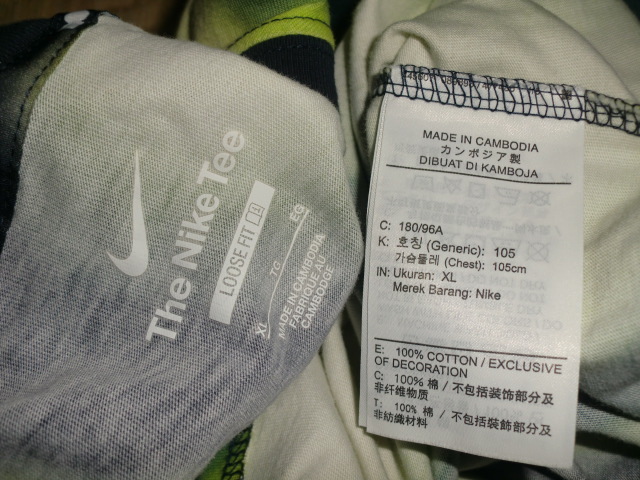 The Nike Tee
LOOSE FIT
XL
TG
EG
MADE IN CAMBODIA
FABRIQUÉ AU
CAMBODGE
MADE IN CAMBODIA
カンボジア製
DIBUAT DI KAMBOJA
C: 180/96A
K: 호칭 (Generic): 105
가슴둘레 (Chest): 105cm
IN: Ukuran: XL
Merek Barang: Nike
E: 100% COTTON / EXCLUSIVE
OF DECORATION
C: 100% 棉 / 不包括装饰部分及
非纤维物质
T: 100% 棉 / 不包括裝飾部分及
非紡織材料